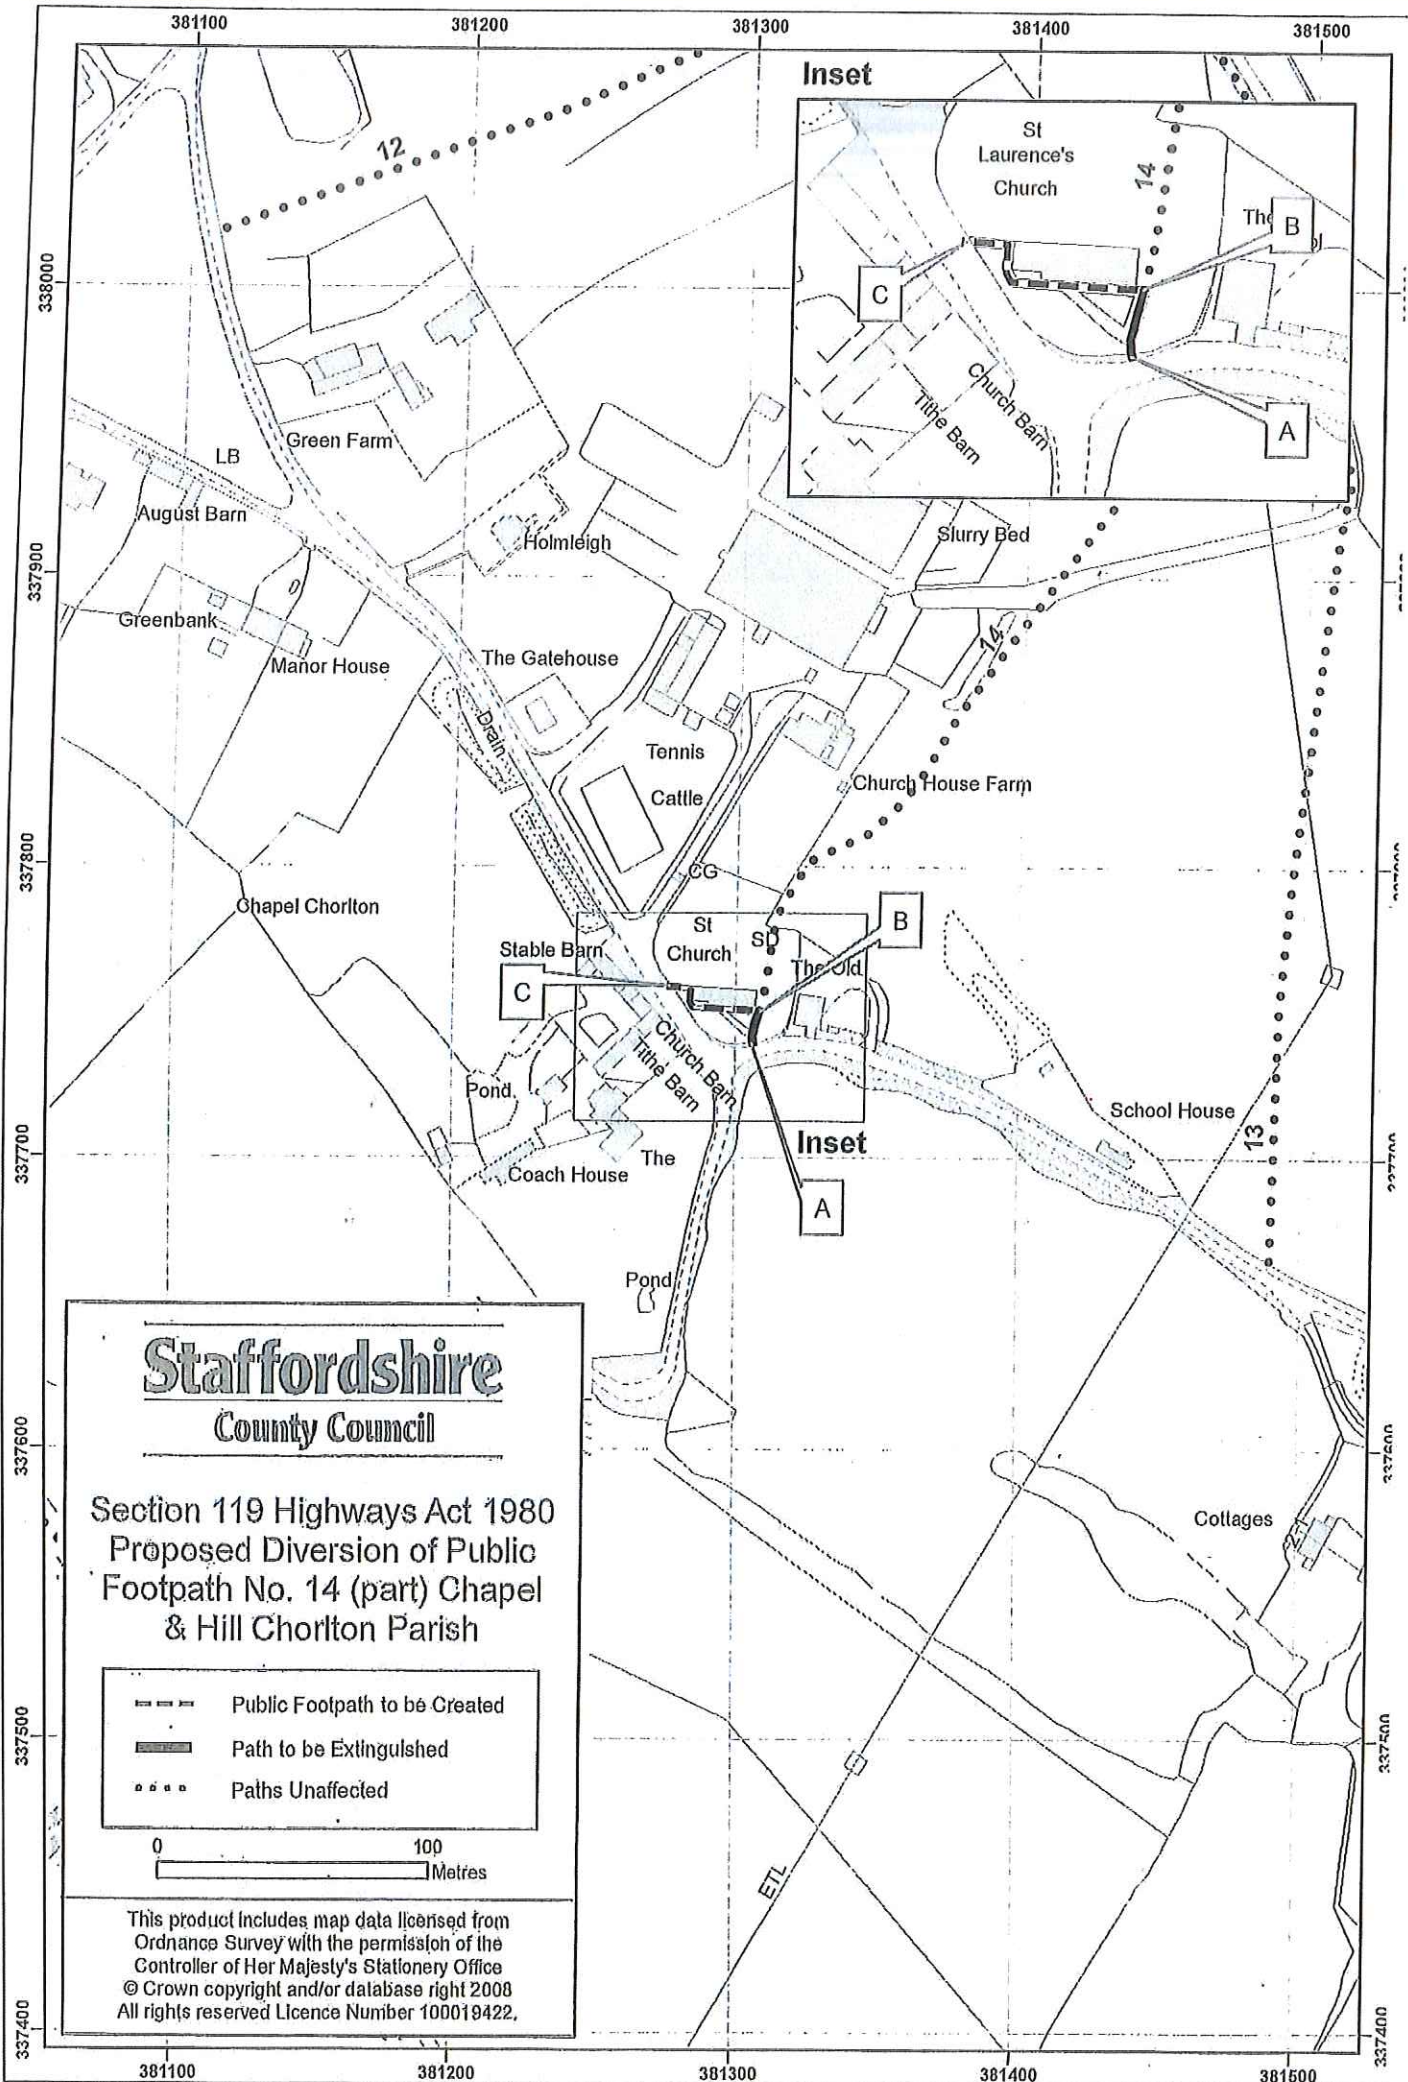 381100
381200
381300
381400
381500
Inset
St
Laurence's
Church
14
The
B
C
A
Church Barn
Tithe Barn
12
338000
Green Farm
LB
August Barn
Holmleigh
Slurry Bed
337900
Greenbank
Manor House
The Gatehouse
14
Drain
Tennis
Cattle
Church House Farm
337800
CG
Chapel Chorlton
St
Church
SD
B
Stable Barn
The Old
C
Church Barn
Tithe Barn
Pond
School House
13
337700
Inset
The
Coach House
A
Pond
Staffordshire
County Council
337600
337600
Section 119 Highways Act 1980
Proposed Diversion of Public
Footpath No. 14 (part) Chapel
& Hill Chorlton Parish
Cottages
Public Footpath to be Created
Path to be Extinguished
Paths Unaffected
337500
337500
0
100
Metres
ETL
This product includes map data licensed from
Ordnance Survey with the permission of the
Controller of Her Majesty's Stationery Office
© Crown copyright and/or database right 2008
All rights reserved Licence Number 100019422.
337400
337400
381100
381200
381300
381400
381500